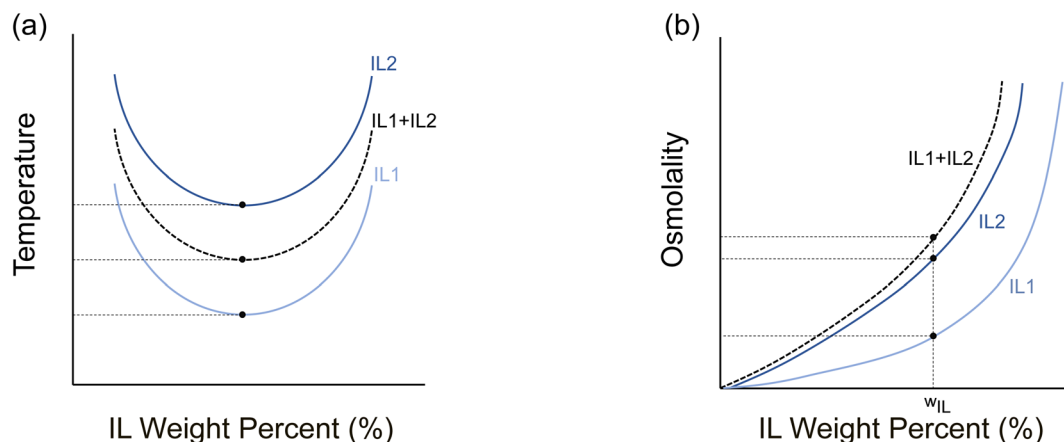 (a)
Temperature
IL2
IL1+IL2
IL1
IL Weight Percent (%)
(b)
Osmolality
IL1+IL2
IL2
IL1
wIL
IL Weight Percent (%)